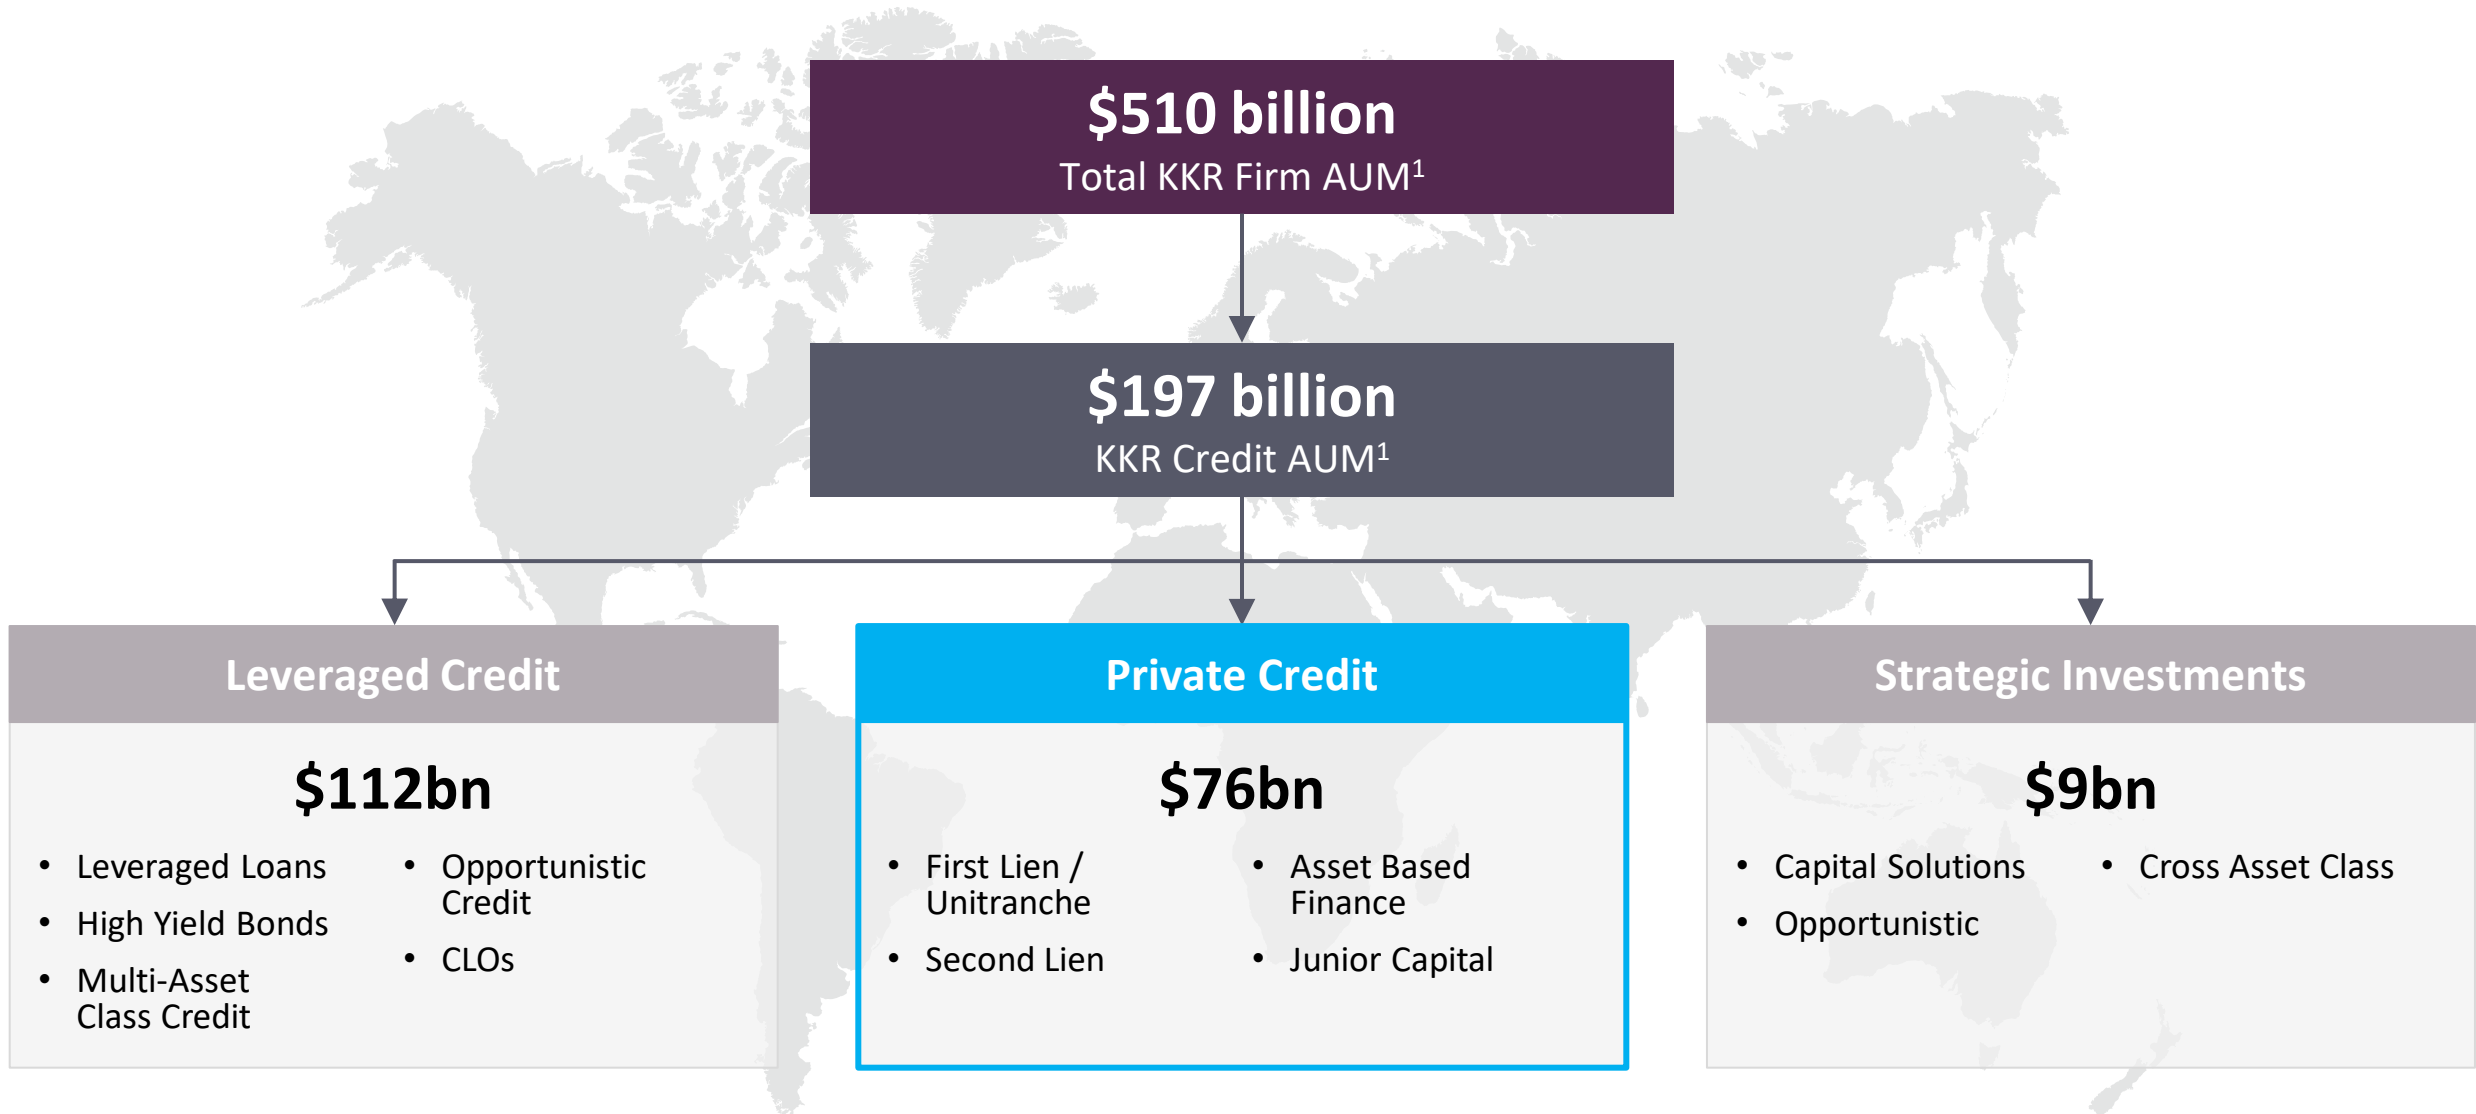 $510 billion
Total KKR Firm AUM¹
$197 billion
KKR Credit AUM¹
Leveraged Credit
$112bn
• Leveraged Loans
• High Yield Bonds
• Multi-Asset
Class Credit
• Opportunistic
Credit
• CLOs
Private Credit
$76bn
• First Lien /
Unitranche
• Second Lien
• Asset Based
Finance
• Junior Capital
Strategic Investments
$9bn
• Capital Solutions
• Opportunistic
• Cross Asset Class